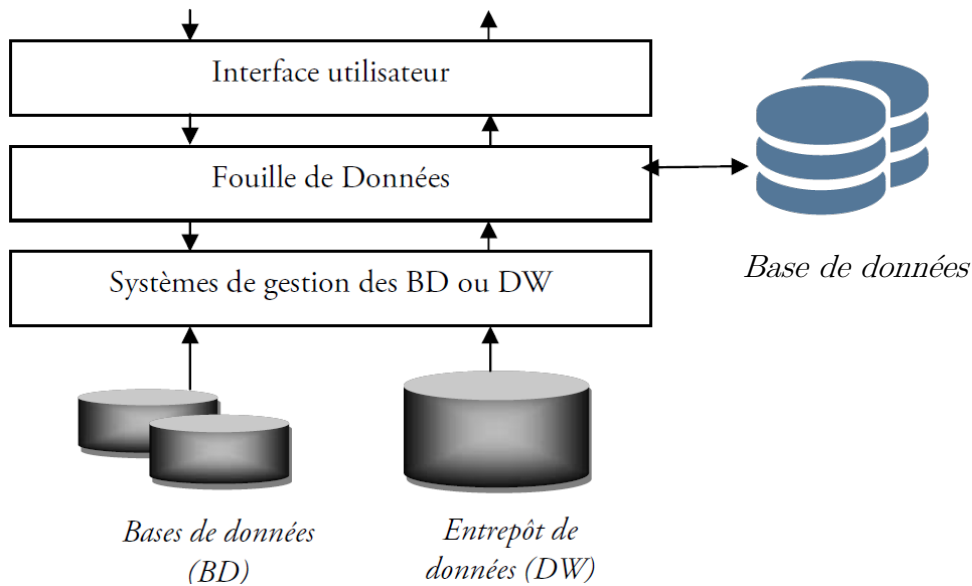 Interface utilisateur
Fouille de Données
Systèmes de gestion des BD ou DW
Base de données
Bases de données
(BD)
Entrepôt de
données (DW)